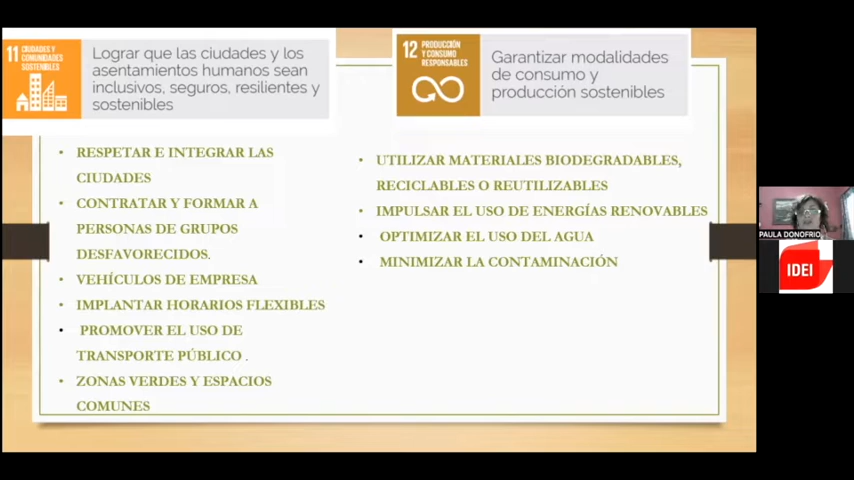 11 CIUDADES Y
COMUNIDADES
SOSTENIBLES
Lograr que las ciudades y los
asentamientos humanos sean
inclusivos, seguros, resilientes y
sostenibles
12 PRODUCCIÓN
Y CONSUMO
RESPONSABLES
Garantizar modalidades
de consumo y
producción sostenibles
• RESPETAR E INTEGRAR LAS
CIUDADES
• CONTRATAR Y FORMAR A
PERSONAS DE GRUPOS
DESFAVORECIDOS.
• VEHÍCULOS DE EMPRESA
• IMPLANTAR HORARIOS FLEXIBLES
• PROMOVER EL USO DE
TRANSPORTE PÚBLICO .
• ZONAS VERDES Y ESPACIOS
COMUNES
• UTILIZAR MATERIALES BIODEGRADABLES,
RECICLABLES O REUTILIZABLES
• IMPULSAR EL USO DE ENERGÍAS RENOVABLES
• OPTIMIZAR EL USO DEL AGUA
• MINIMIZAR LA CONTAMINACIÓN
PAULA DONOFRIO
IDEI